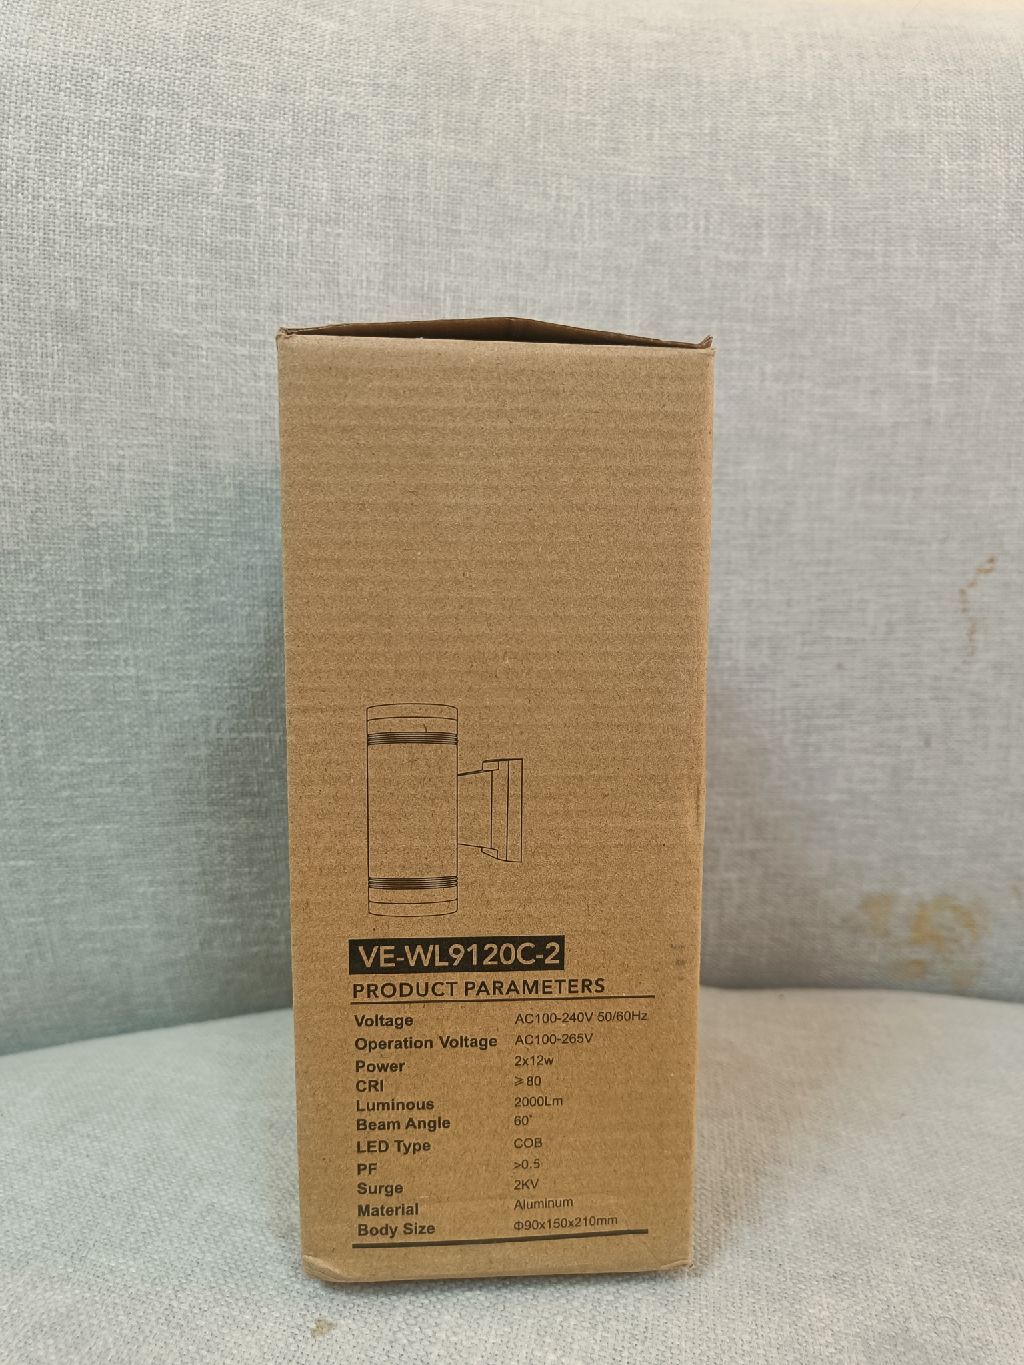 VE-WL9120C-2
PRODUCT PARAMETERS
Voltage AC100-240V 50/60Hz
Operation Voltage AC100-265V
Power 2x12w
CRI ≥80
Luminous 2000Lm
Beam Angle 60°
LED Type COB
PF >0.5
Surge 2KV
Material Aluminum
Body Size Φ90x150x210mm